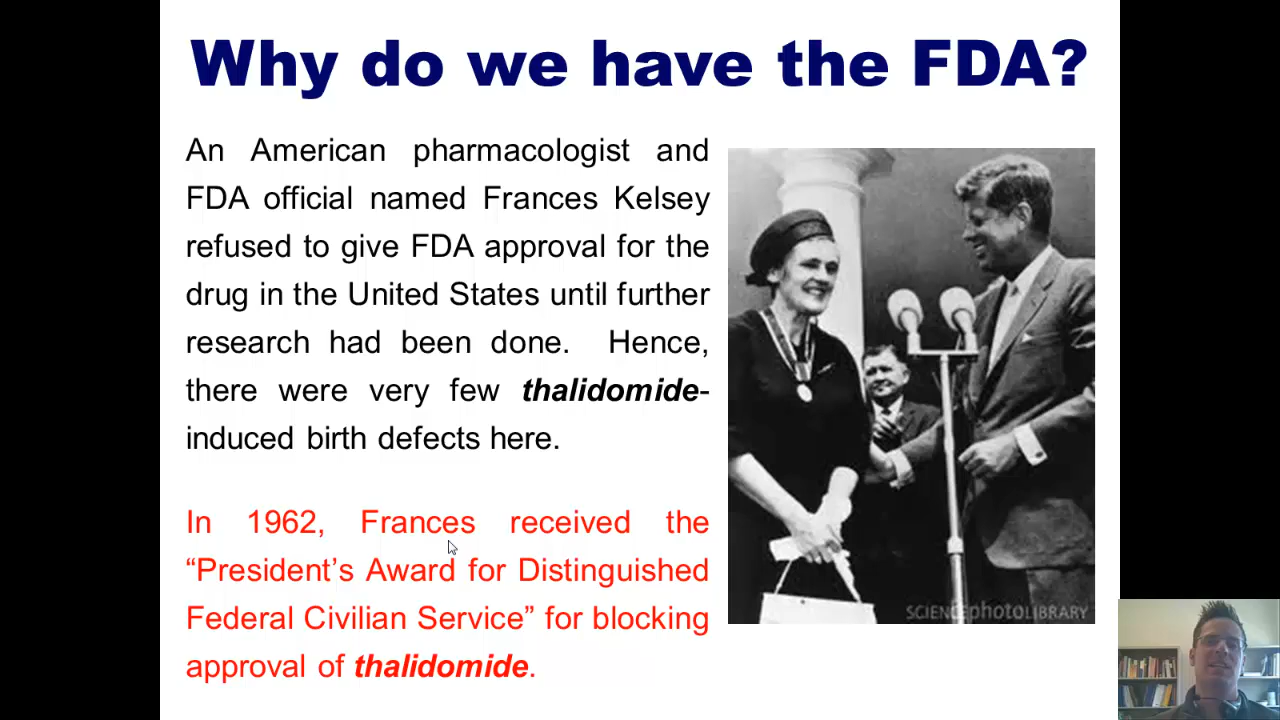 Why do we have the FDA?
An American pharmacologist and
FDA official named Frances Kelsey
refused to give FDA approval for the
drug in the United States until further
research had been done. Hence,
there were very few thalidomide-
induced birth defects here.
In 1962, Frances received the
“President’s Award for Distinguished
Federal Civilian Service” for blocking
approval of thalidomide.
SCIENCEphotoLIBRARY